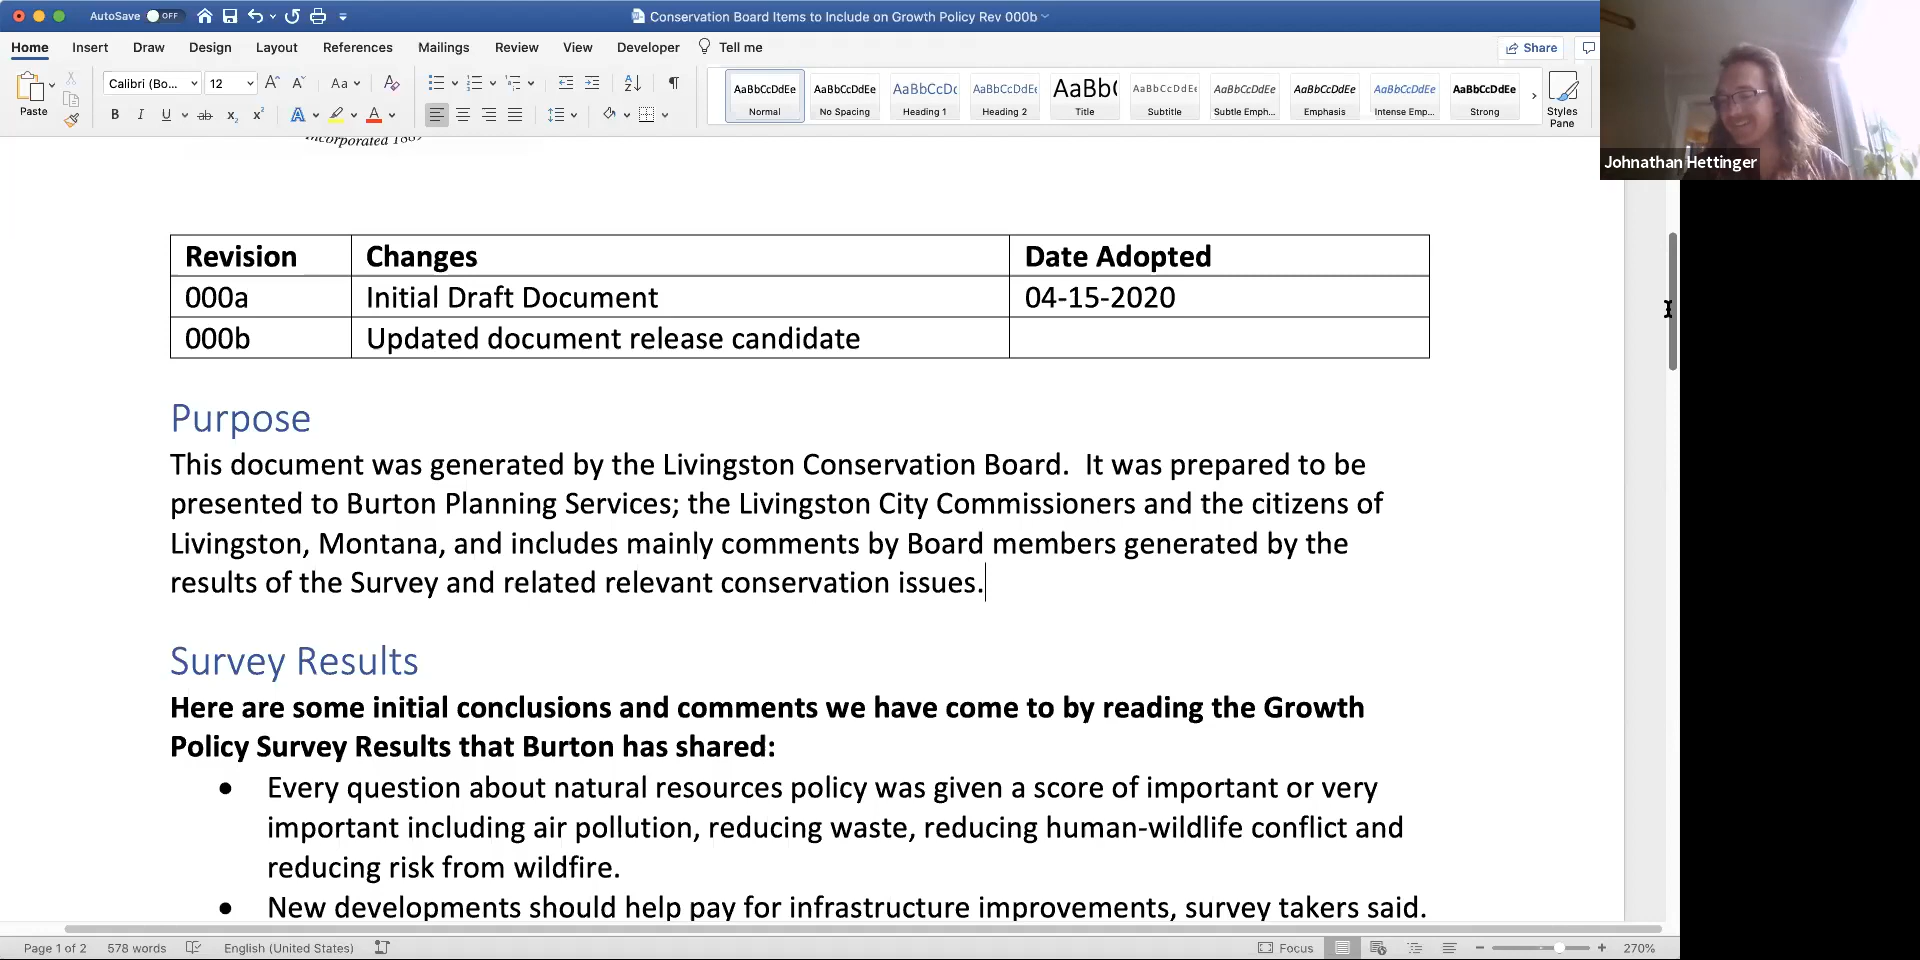 AutoSave OFF
Conservation Board Items to Include on Growth Policy Rev 000b
Home Insert Draw Design Layout References Mailings Review View Developer Tell me
Share
Paste
Calibri (Bo... 12
AaBbCcDdEe AaBbCcDdEe AaBbCcDc AaBbCcDdEe AaBb( AaBbCcDdEe AaBbCcDdEe AaBbCcDdEe AaBbCcDdEe AaBbCcDdEe
Normal No Spacing Heading 1 Heading 2 Title Subtitle Subtle Emph... Emphasis Intense Emp... Strong
Styles
Pane
Johnathan Hettinger
Incorporated 1889
Revision Changes Date Adopted
000a Initial Draft Document 04-15-2020
000b Updated document release candidate
Purpose
This document was generated by the Livingston Conservation Board.  It was prepared to be
presented to Burton Planning Services; the Livingston City Commissioners and the citizens of
Livingston, Montana, and includes mainly comments by Board members generated by the
results of the Survey and related relevant conservation issues.
Survey Results
Here are some initial conclusions and comments we have come to by reading the Growth
Policy Survey Results that Burton has shared:
• Every question about natural resources policy was given a score of important or very
important including air pollution, reducing waste, reducing human-wildlife conflict and
reducing risk from wildfire.
• New developments should help pay for infrastructure improvements, survey takers said.
Page 1 of 2 578 words English (United States) Focus 270%